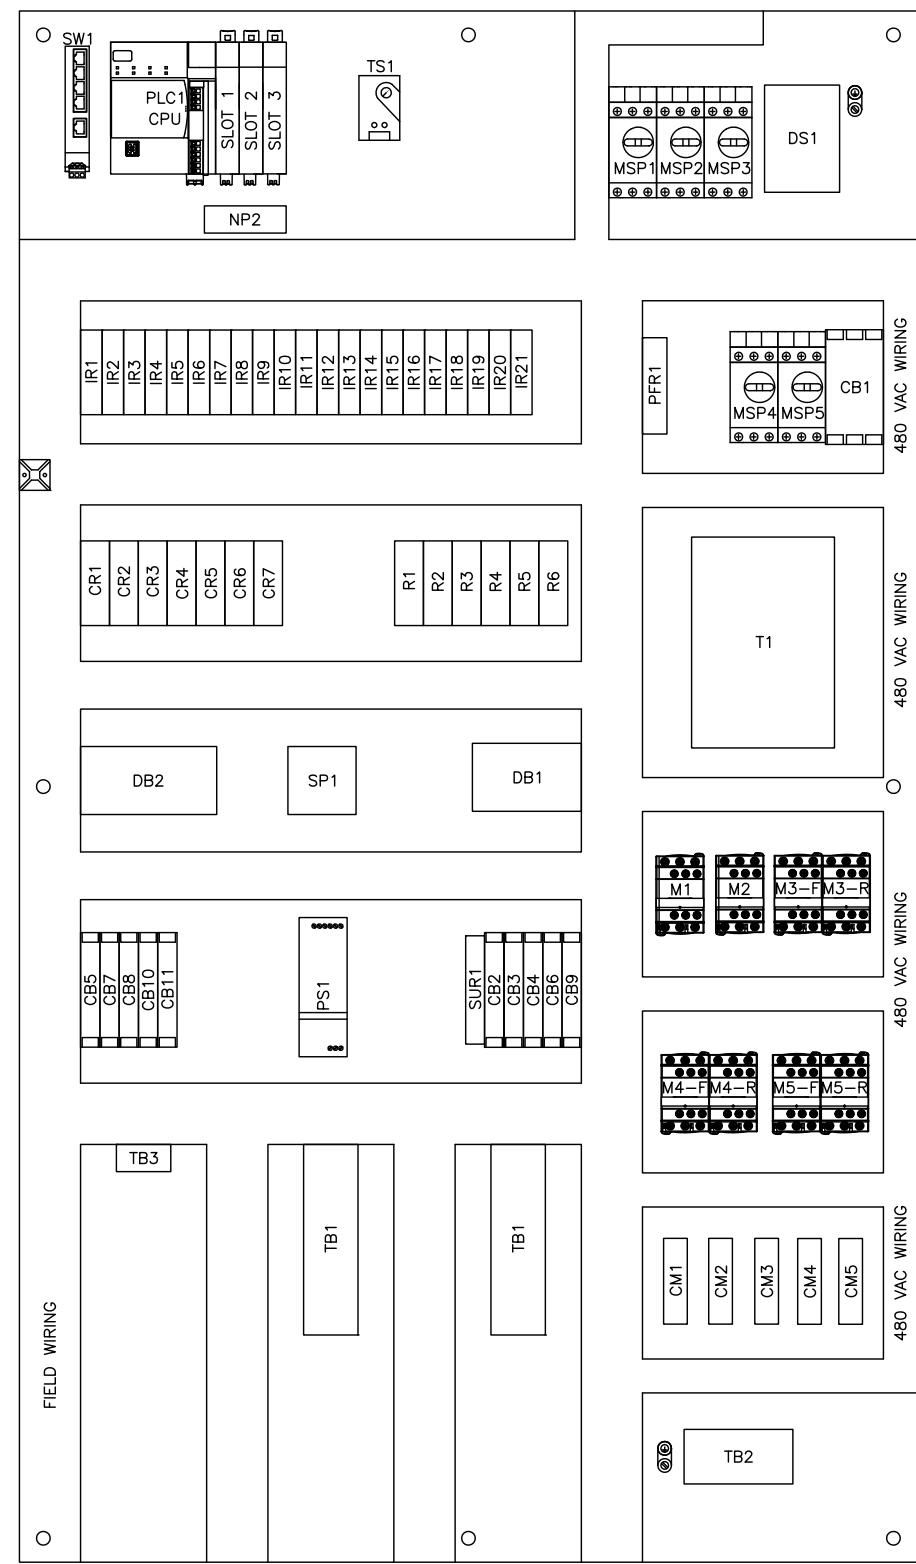 SW1
PLC1
CPU
SLOT 1
SLOT 2
SLOT 3
TS1
NP2
MSP1
MSP2
MSP3
DS1
IR1
IR2
IR3
IR4
IR5
IR6
IR7
IR8
IR9
IR10
IR11
IR12
IR13
IR14
IR15
IR16
IR17
IR18
IR19
IR20
IR21
PFR1
MSP4
MSP5
CB1
480 VAC WIRING
CR1
CR2
CR3
CR4
CR5
CR6
CR7
R1
R2
R3
R4
R5
R6
T1
480 VAC WIRING
DB2
SP1
DB1
M1
M2
M3-F
M3-R
480 VAC WIRING
CB5
CB7
CB8
CB10
CB11
PS1
SUR1
CB2
CB3
CB4
CB6
CB9
M4-F
M4-R
M5-F
M5-R
TB3
TB1
TB1
CM1
CM2
CM3
CM4
CM5
480 VAC WIRING
FIELD WIRING
TB2